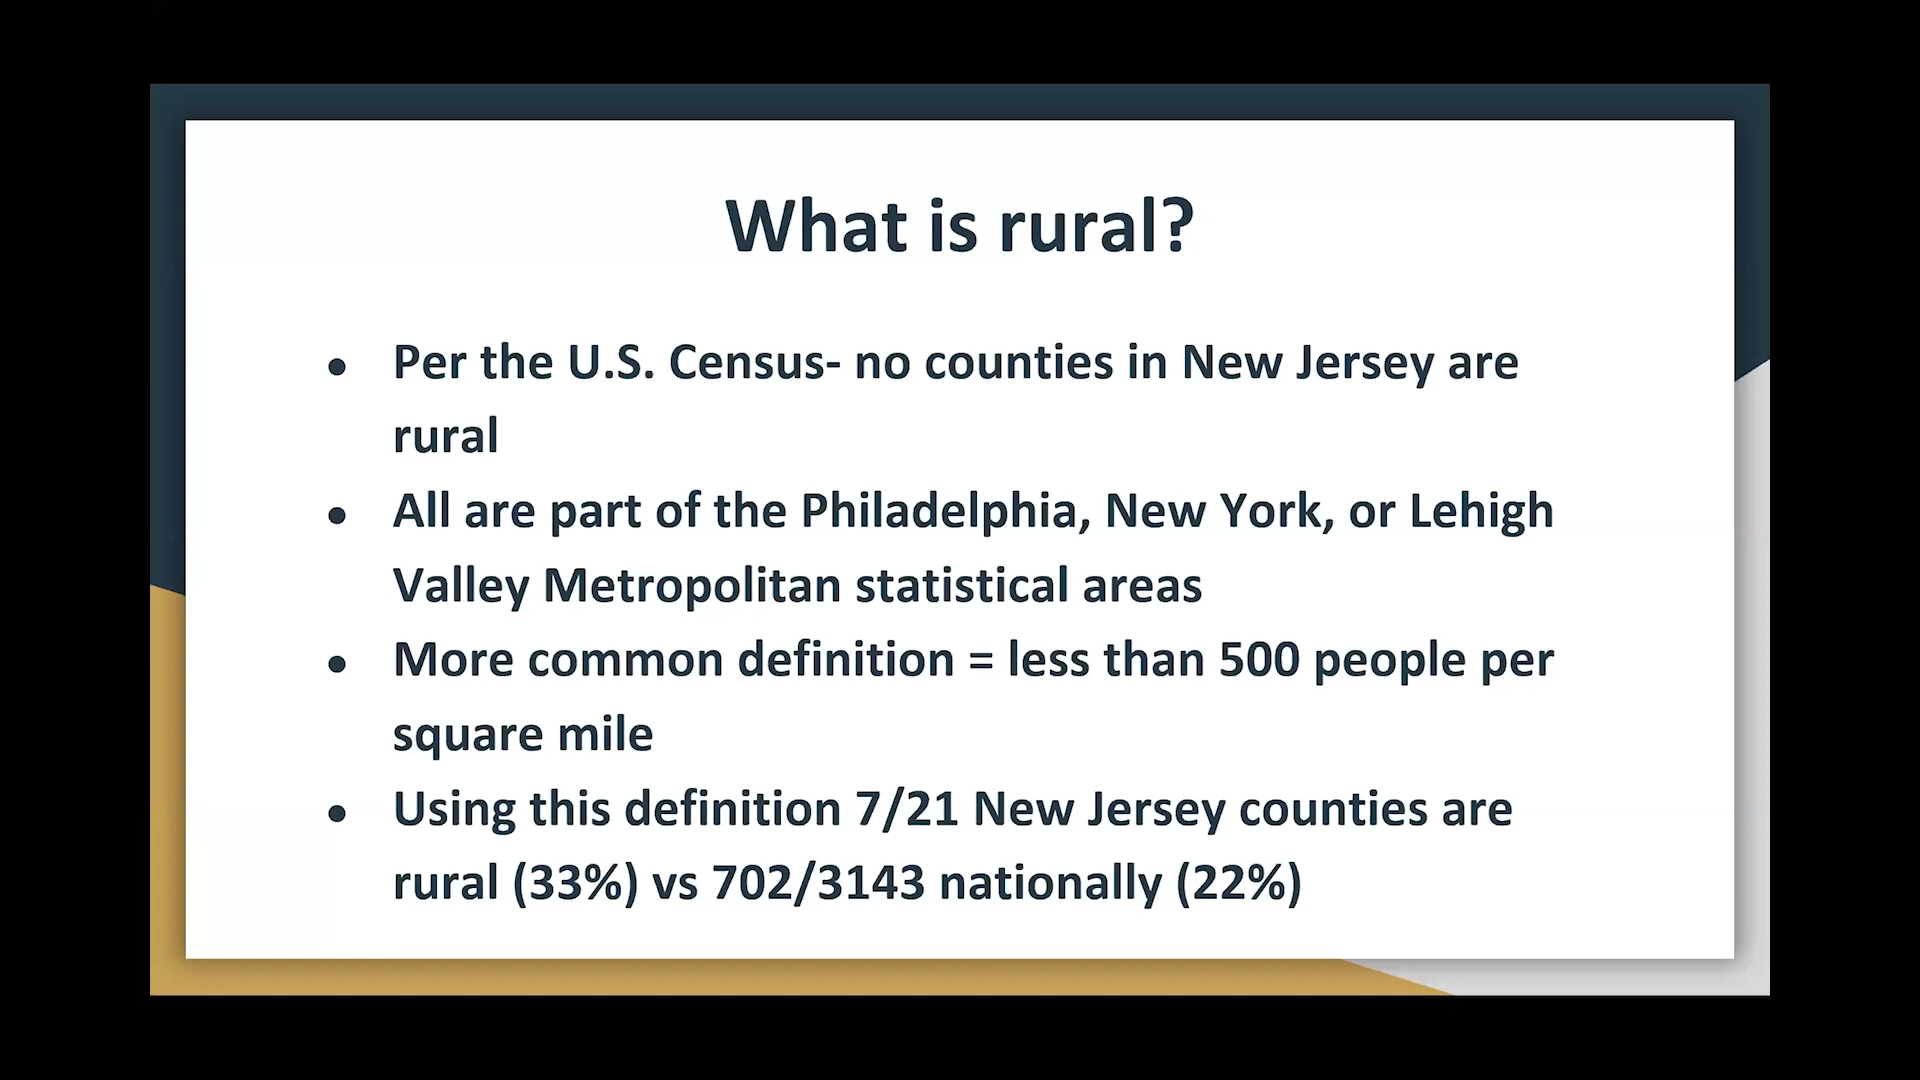 What is rural?
● Per the U.S. Census- no counties in New Jersey are
rural
● All are part of the Philadelphia, New York, or Lehigh
Valley Metropolitan statistical areas
● More common definition = less than 500 people per
square mile
● Using this definition 7/21 New Jersey counties are
rural (33%) vs 702/3143 nationally (22%)